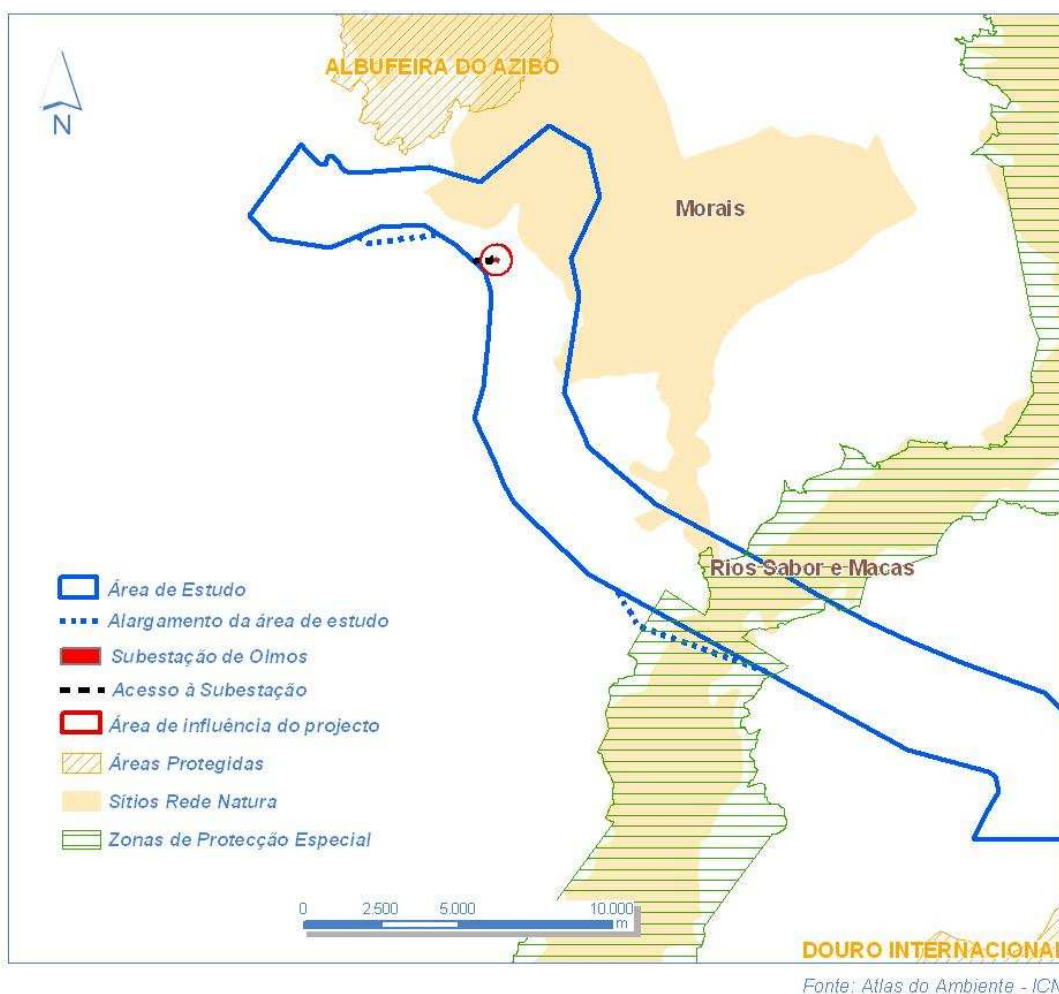 ALBUFEIRA DO AZIBO
N
Morais
Rios Sabor e Macas
Área de Estudo
Alargamento da área de estudo
Subestação de Olmos
Acesso à Subestação
Área de influência do projecto
Áreas Protegidas
Sítios Rede Natura
Zonas de Protecção Especial
0 2.500 5.000 10.000
m
DOURO INTERNACIONAL
Fonte: Atlas do Ambiente - ICN